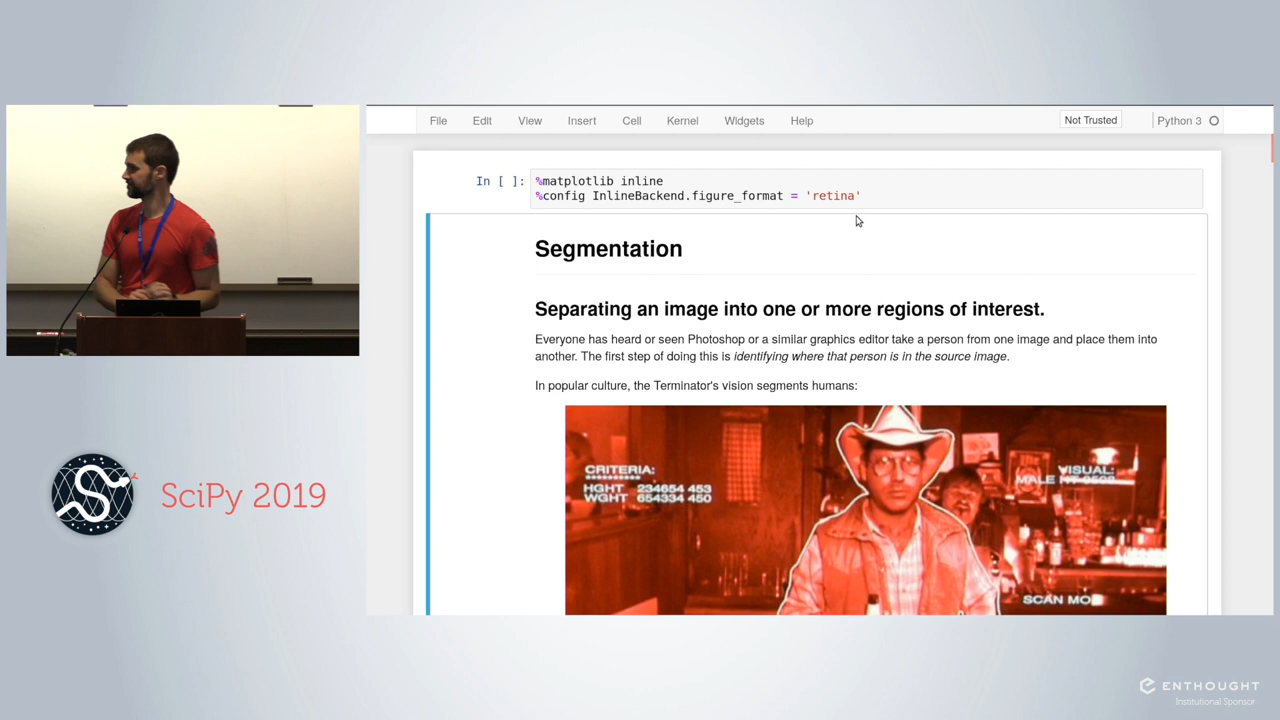 File Edit View Insert Cell Kernel Widgets Help Not Trusted Python 3
In [ ]: %matplotlib inline
%config InlineBackend.figure_format = 'retina'
Segmentation
Separating an image into one or more regions of interest.
Everyone has heard or seen Photoshop or a similar graphics editor take a person from one image and place them into
another. The first step of doing this is identifying where that person is in the source image.
In popular culture, the Terminator's vision segments humans:
CRITERIA:
HGHT 234654 453
WGHT 654334 450
VISUAL:
MALE
SCAN
SciPy 2019
ENTHOUGHT
Institutional Sponsor